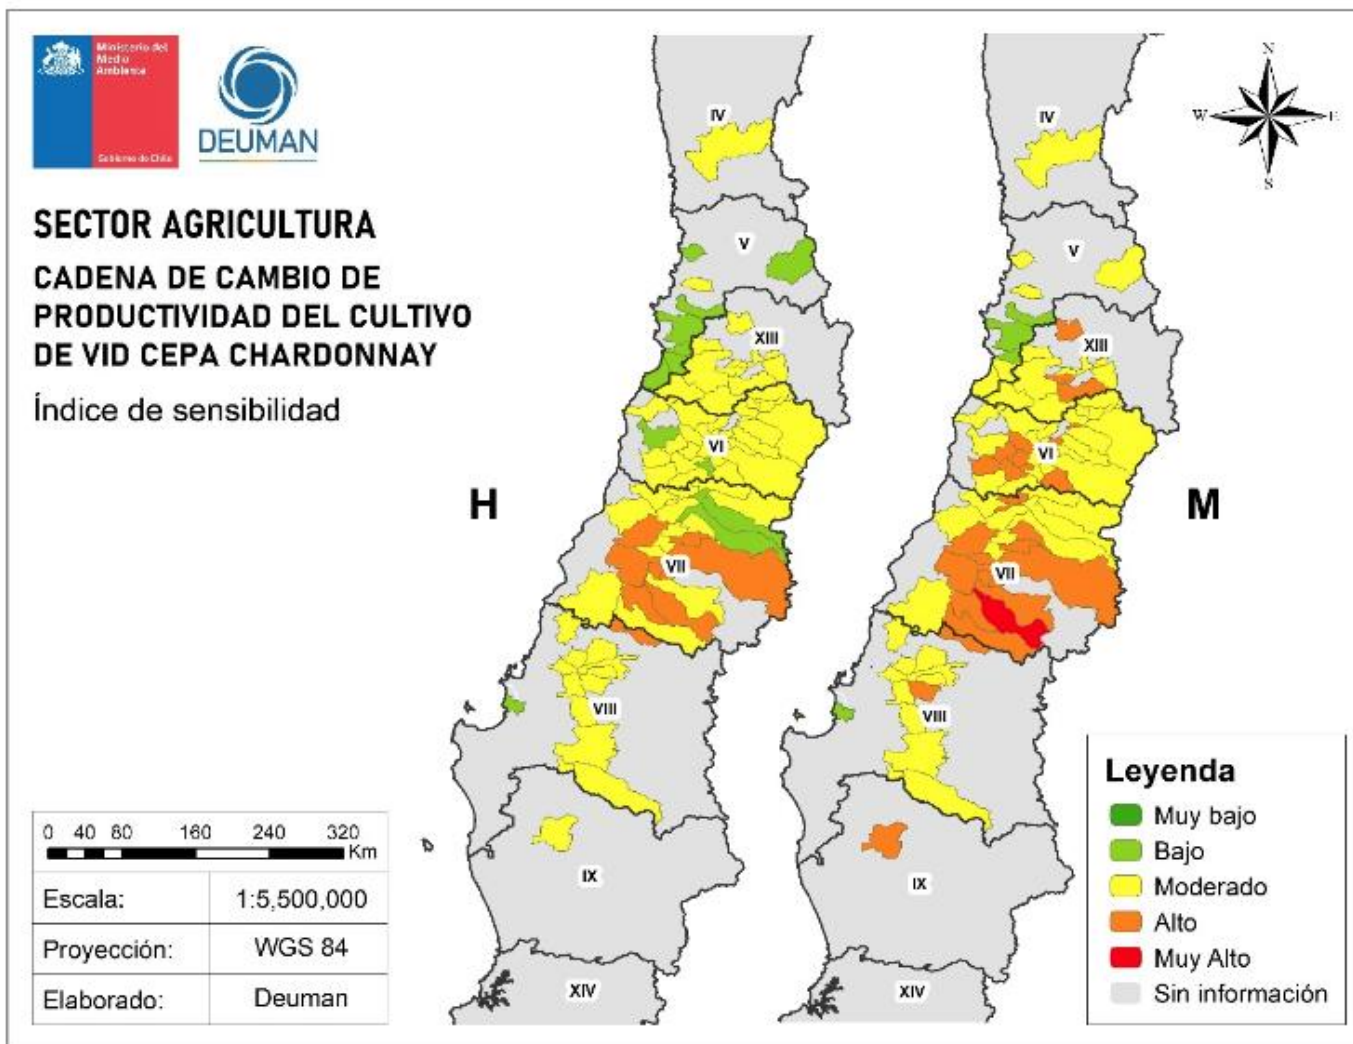 Ministerio del
Medio
Ambiente
Gobierno de Chile
DEUMAN
SECTOR AGRICULTURA
CADENA DE CAMBIO DE
PRODUCTIVIDAD DEL CULTIVO
DE VID CEPA CHARDONNAY
Índice de sensibilidad
H
IV
V
XIII
VI
VII
VIII
IX
XIV
M
IV
V
XIII
VI
VII
VIII
IX
XIV
N
W E
S
0 40 80 160 240 320
Km
Escala: 1:5,500,000
Proyección: WGS 84
Elaborado: Deuman
Leyenda
Muy bajo
Bajo
Moderado
Alto
Muy Alto
Sin información